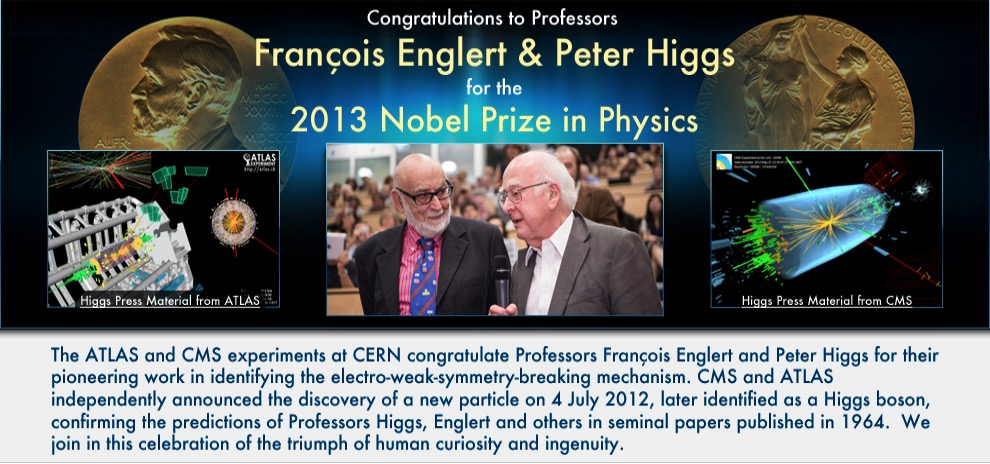 Congratulations to Professors
François Englert & Peter Higgs
for the
2013 Nobel Prize in Physics
ATLAS
EXPERIMENT
http://atlas.ch
Higgs Press Material from ATLAS
Higgs Press Material from CMS
The ATLAS and CMS experiments at CERN congratulate Professors François Englert and Peter Higgs for their
pioneering work in identifying the electro-weak-symmetry-breaking mechanism. CMS and ATLAS
independently announced the discovery of a new particle on 4 July 2012, later identified as a Higgs boson,
confirming the predictions of Professors Higgs, Englert and others in seminal papers published in 1964. We
join in this celebration of the triumph of human curiosity and ingenuity.